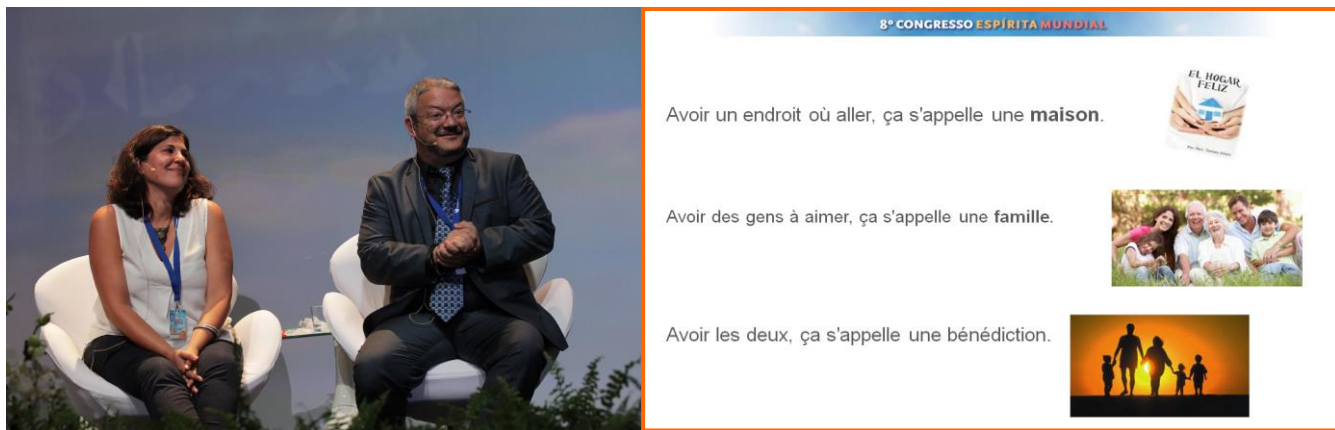 8º CONGRESSO ESPÍRITA MUNDIAL
EL HOGAR
FELIZ
Avoir un endroit où aller, ça s'appelle une maison.
Avoir des gens à aimer, ça s'appelle une famille.
Avoir les deux, ça s'appelle une bénédiction.